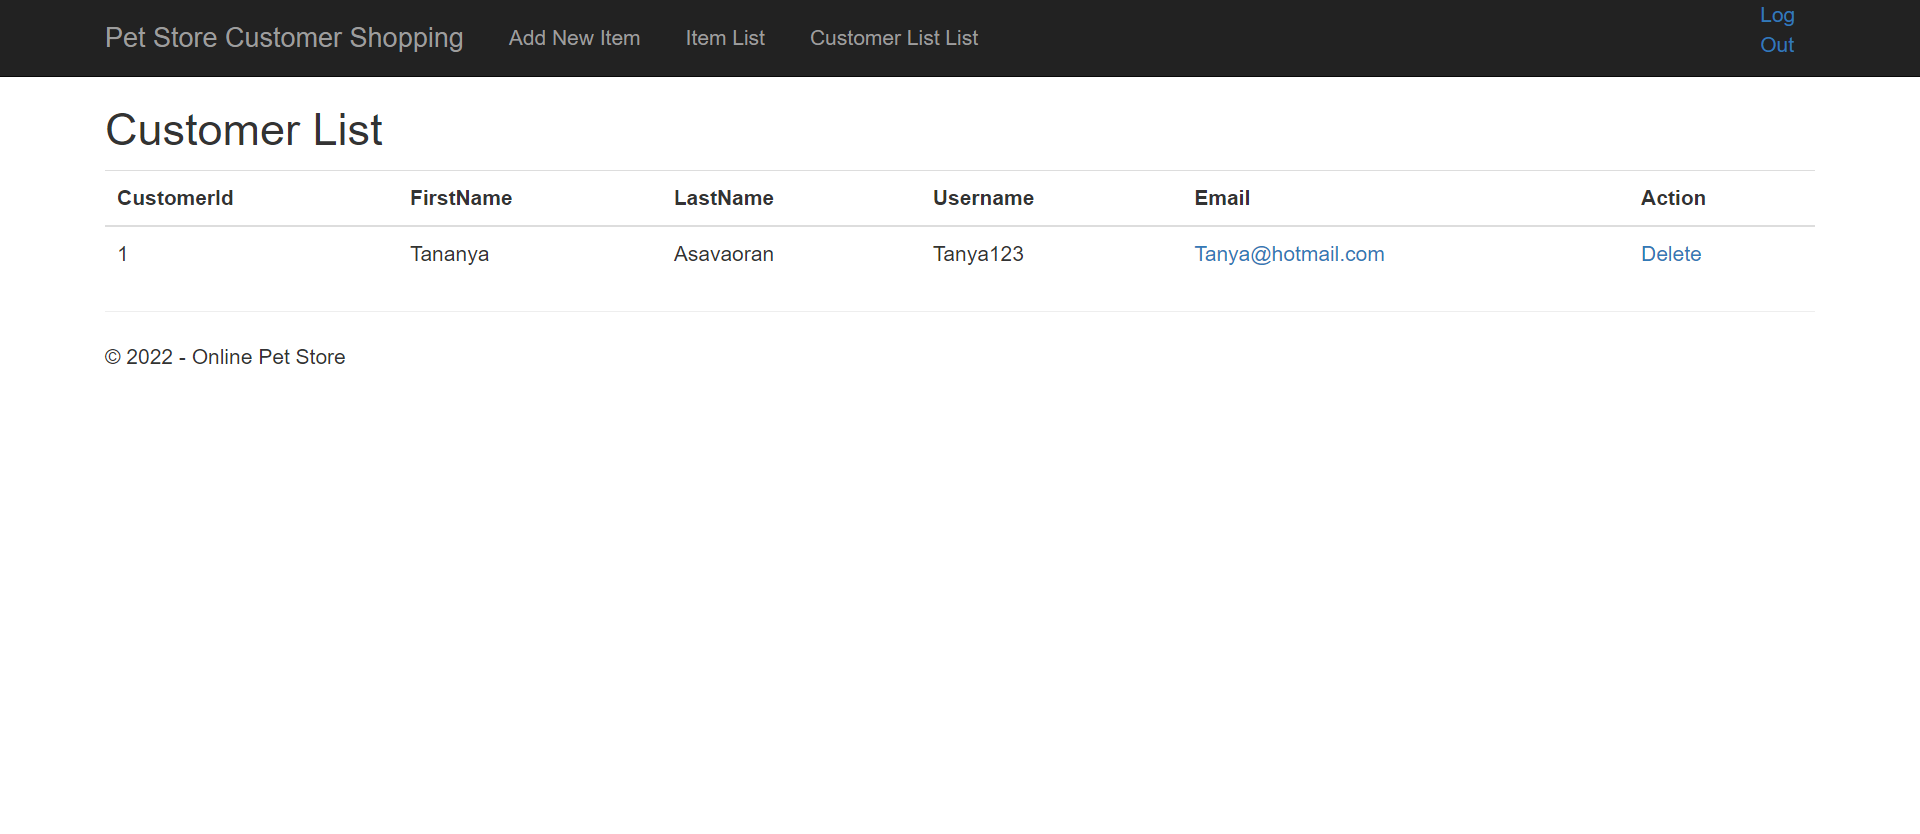 Pet Store Customer Shopping Add New Item Item List Customer List List Log
Out
Customer List
CustomerId FirstName LastName Username Email Action
1 Tananya Asavaoran Tanya123 Tanya@hotmail.com Delete
© 2022 - Online Pet Store